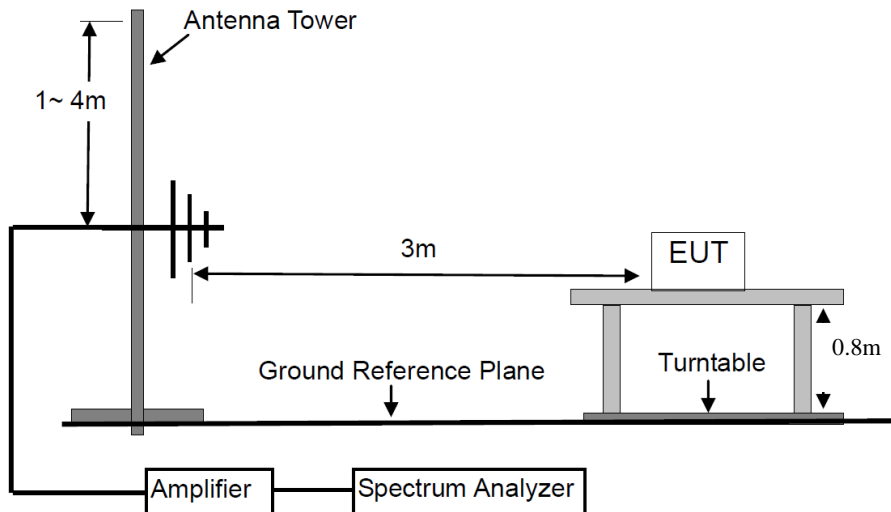 Antenna Tower
1~ 4m
3m
EUT
0.8m
Ground Reference Plane
Turntable
Amplifier
Spectrum Analyzer